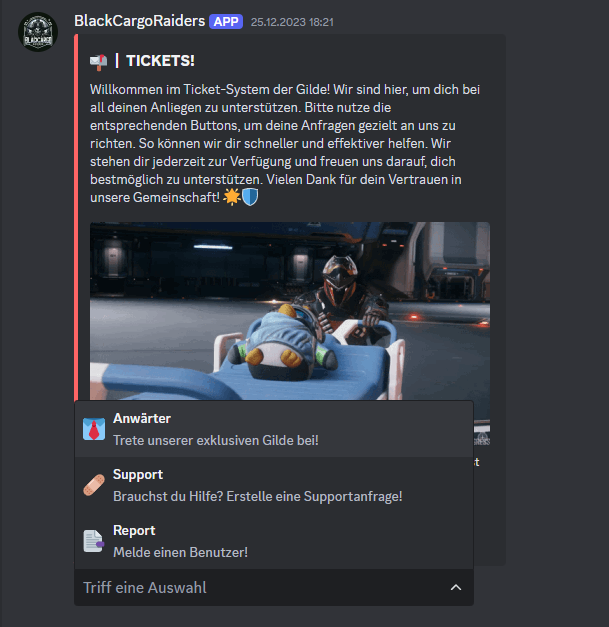 BlackCargoRaiders APP 25.12.2023 18:21
| TICKETS!
Willkommen im Ticket-System der Gilde! Wir sind hier, um dich bei
all deinen Anliegen zu unterstützen. Bitte nutze die
entsprechenden Buttons, um deine Anfragen gezielt an uns zu
richten. So können wir dir schneller und effektiver helfen. Wir
stehen dir jederzeit zur Verfügung und freuen uns darauf, dich
bestmöglich zu unterstützen. Vielen Dank für dein Vertrauen in
unsere Gemeinschaft!
Anwärter
Trete unserer exklusiven Gilde bei!
Support
Brauchst du Hilfe? Erstelle eine Supportanfrage!
Report
Melde einen Benutzer!
Triff eine Auswahl